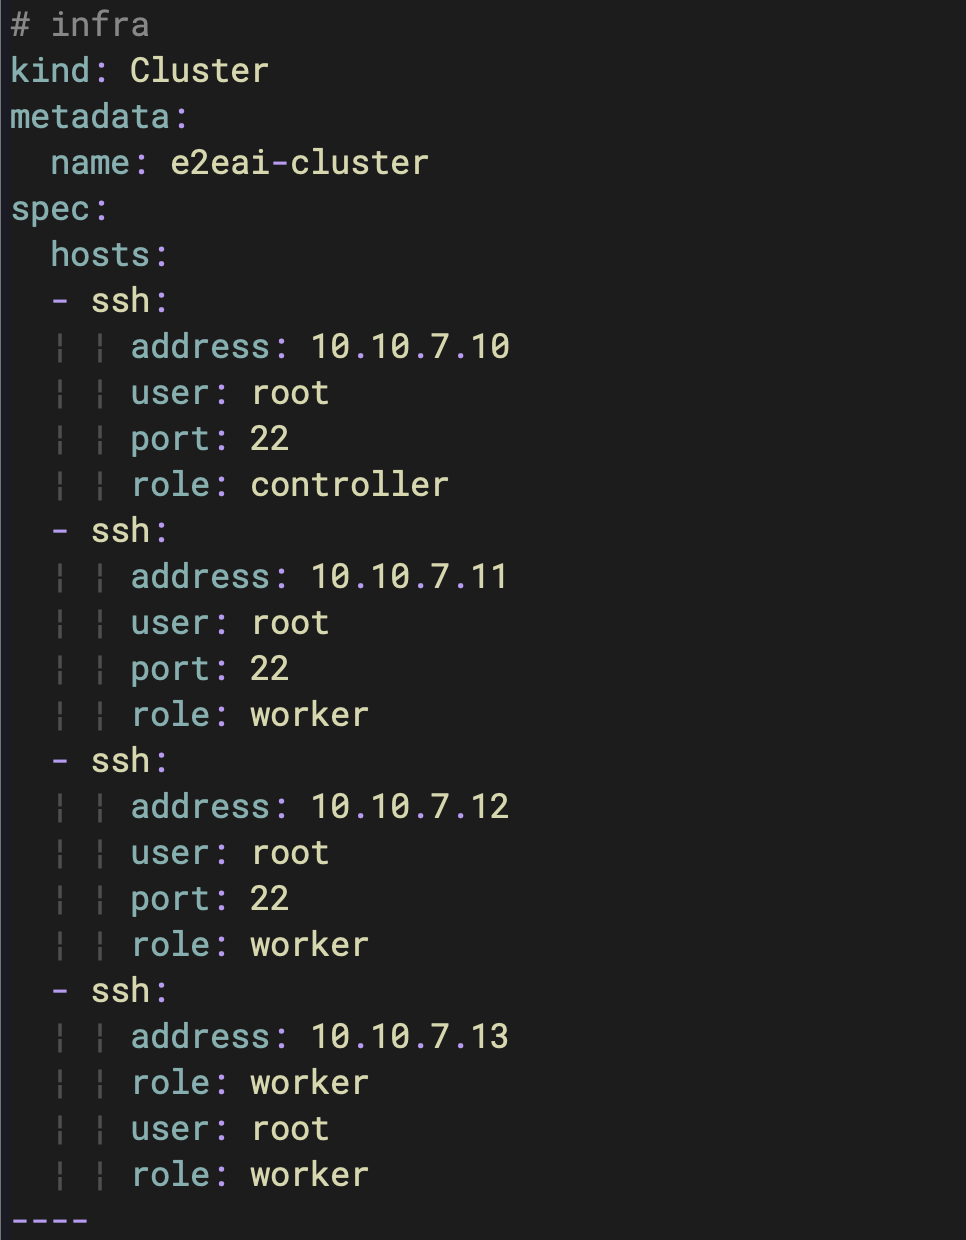 # infra
kind: Cluster
metadata:
  name: e2eai-cluster
spec:
  hosts:
  - ssh:
      address: 10.10.7.10
      user: root
      port: 22
      role: controller
  - ssh:
      address: 10.10.7.11
      user: root
      port: 22
      role: worker
  - ssh:
      address: 10.10.7.12
      user: root
      port: 22
      role: worker
  - ssh:
      address: 10.10.7.13
      role: worker
      user: root
      role: worker
----